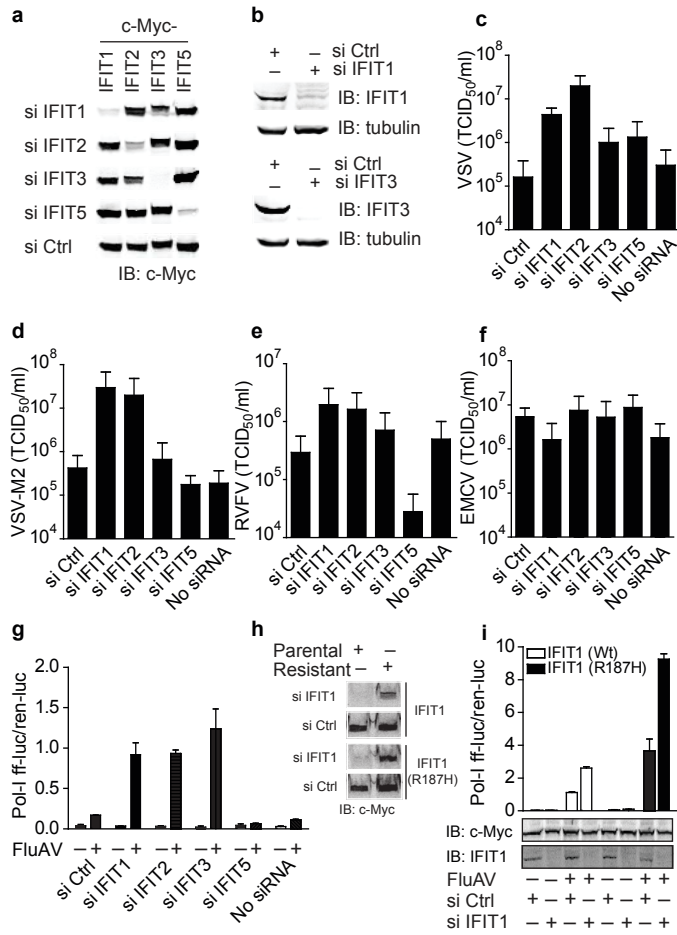 a
c-Myc-
IFIT1 IFIT2 IFIT3 IFIT5
si IFIT1
si IFIT2
si IFIT3
si IFIT5
si Ctrl
IB: c-Myc
b
+ – si Ctrl
– + si IFIT1
IB: IFIT1
IB: tubulin
+ – si Ctrl
– + si IFIT3
IB: IFIT3
IB: tubulin
c
VSV (TCID50/ml)
10^8
10^7
10^6
10^5
10^4
si Ctrl si IFIT1 si IFIT2 si IFIT3 si IFIT5 No siRNA
d
VSV-M2 (TCID50/ml)
10^8
10^7
10^6
10^5
10^4
si Ctrl si IFIT1 si IFIT2 si IFIT3 si IFIT5 No siRNA
e
RVFV (TCID50/ml)
10^7
10^6
10^5
10^4
si Ctrl si IFIT1 si IFIT2 si IFIT3 si IFIT5 No siRNA
f
EMCV (TCID50/ml)
10^8
10^7
10^6
10^5
10^4
si Ctrl si IFIT1 si IFIT2 si IFIT3 si IFIT5 No siRNA
g
Pol-I ff-luc/ren-luc
2.0
1.5
1.0
0.5
0.0
FluAV – + – + – + – + – + – +
si Ctrl si IFIT1 si IFIT2 si IFIT3 si IFIT5 No siRNA
h
Parental + –
Resistant – +
si IFIT1
si Ctrl
IFIT1
si IFIT1
si Ctrl
IFIT1 (R187H)
IB: c-Myc
i
IFIT1 (Wt)
IFIT1 (R187H)
Pol-I ff-luc/ren-luc
10
8
6
4
2
0
IB: c-Myc
IB: IFIT1
FluAV – – + + – – + +
si Ctrl + – + – + – + –
si IFIT1 – + – + – + – +